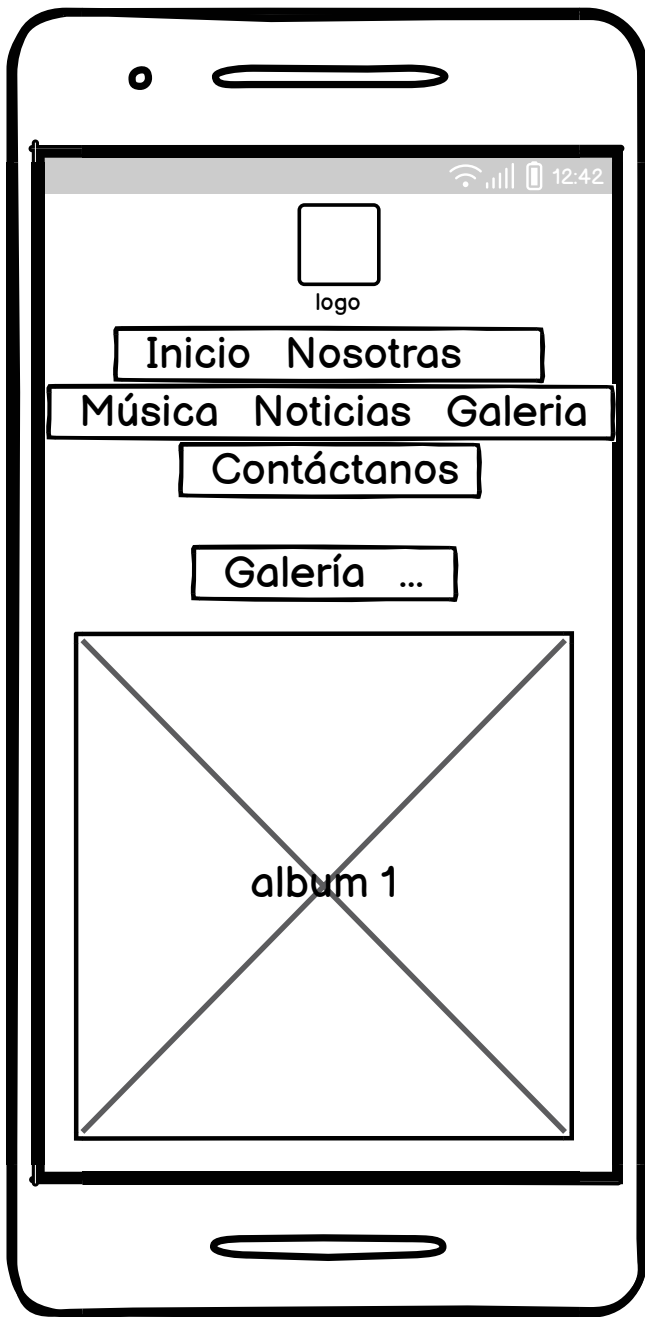 12:42
logo
Inicio Nosotras
Música Noticias Galeria
Contáctanos
Galería ...
album 1